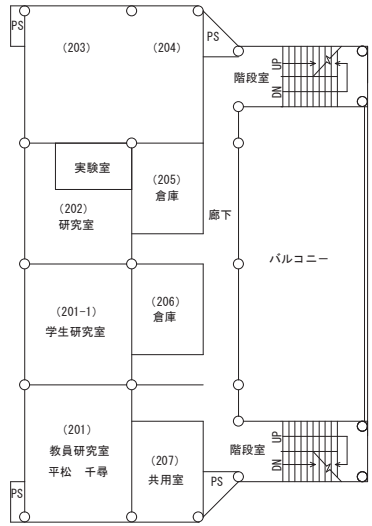 PS
(203)
(204)
PS
階段室
UP
DN
実験室
(205)
倉庫
(202)
研究室
廊下
バルコニー
(201-1)
学生研究室
(206)
倉庫
(201)
教員研究室
平松 千尋
(207)
共用室
階段室
UP
DN
PS
PS